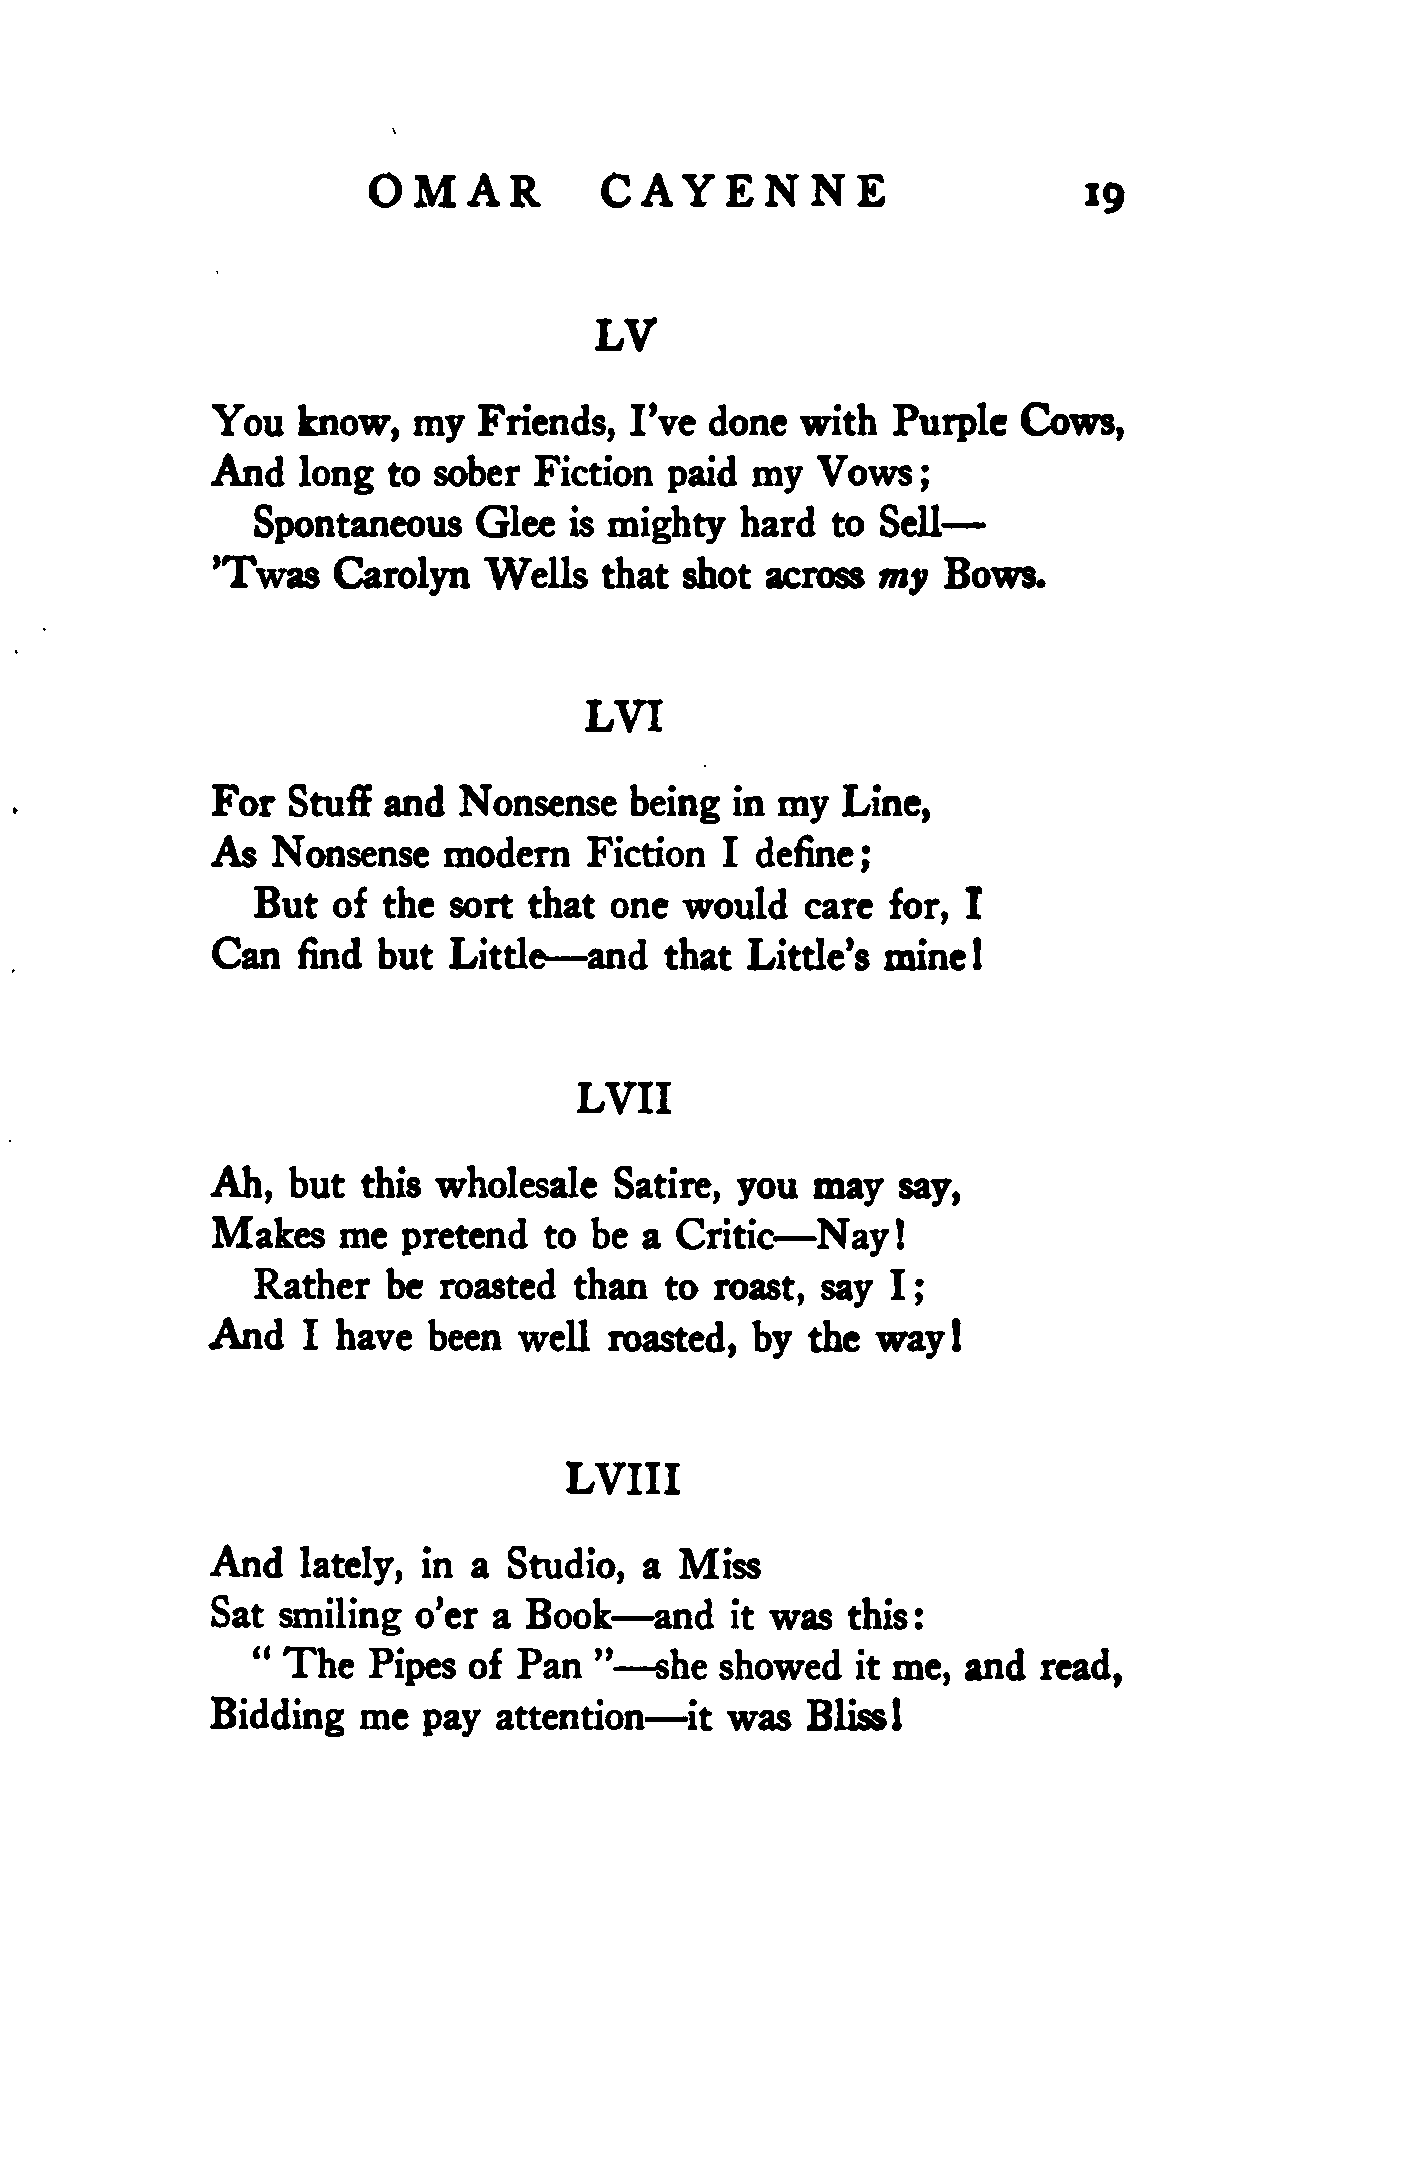 OMAR CAYENNE 19
LV
You know, my Friends, I've done with Purple Cows,
And long to sober Fiction paid my Vows;
Spontaneous Glee is mighty hard to Sell—
'Twas Carolyn Wells that shot across my Bows.
LVI
For Stuff and Nonsense being in my Line,
As Nonsense modern Fiction I define;
But of the sort that one would care for, I
Can find but Little—and that Little's mine!
LVII
Ah, but this wholesale Satire, you may say,
Makes me pretend to be a Critic—Nay!
Rather be roasted than to roast, say I;
And I have been well roasted, by the way!
LVIII
And lately, in a Studio, a Miss
Sat smiling o'er a Book—and it was this:
" The Pipes of Pan "—she showed it me, and read,
Bidding me pay attention—it was Bliss!